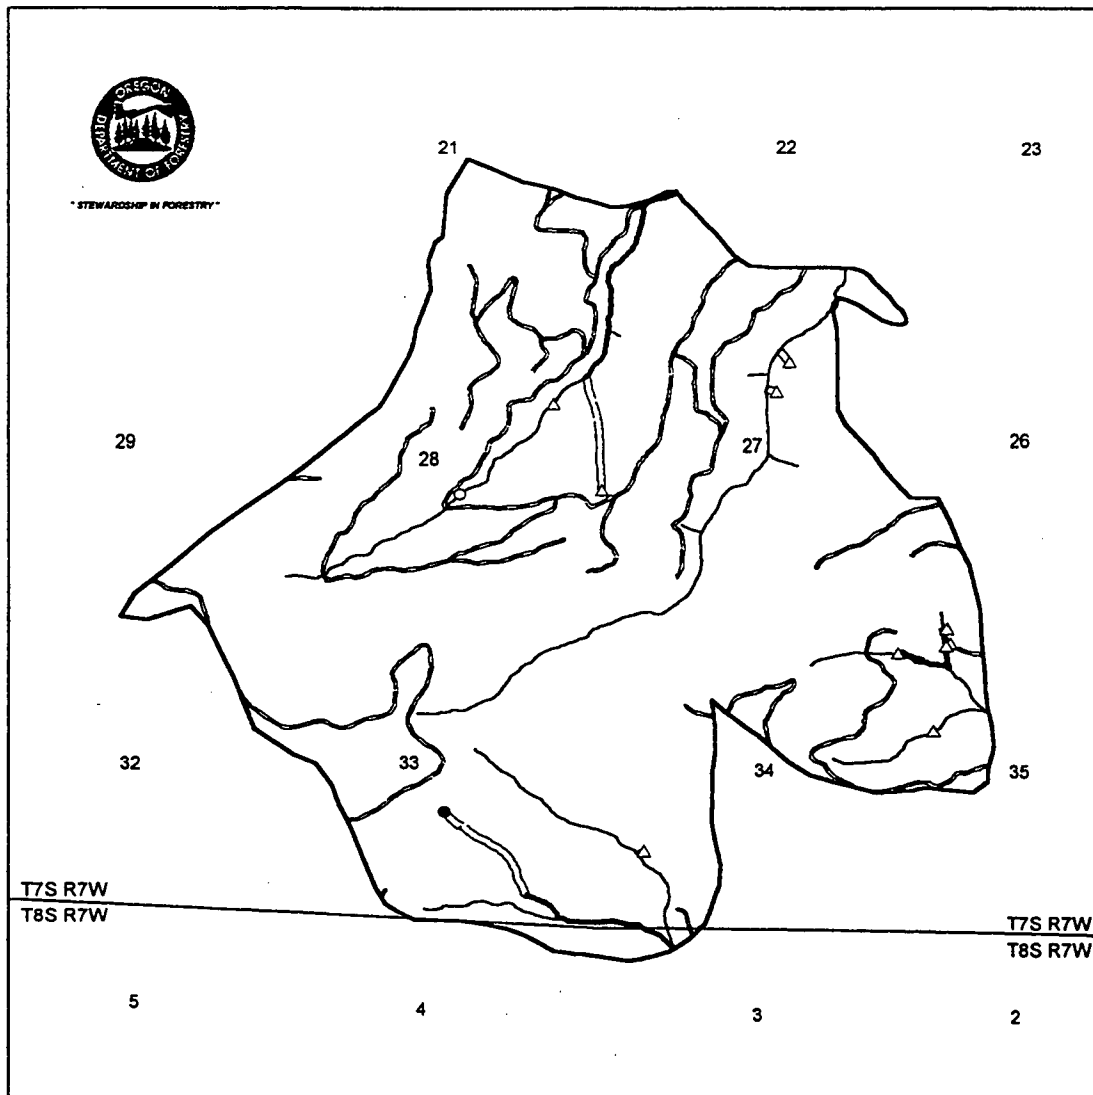 OREGON
DEPARTMENT OF FORESTRY
" STEWARDSHIP IN FORESTRY "
21 22 23
29 28 27 26
32 33 34 35
T7S R7W
T8S R7W
T7S R7W
T8S R7W
5 4 3 2